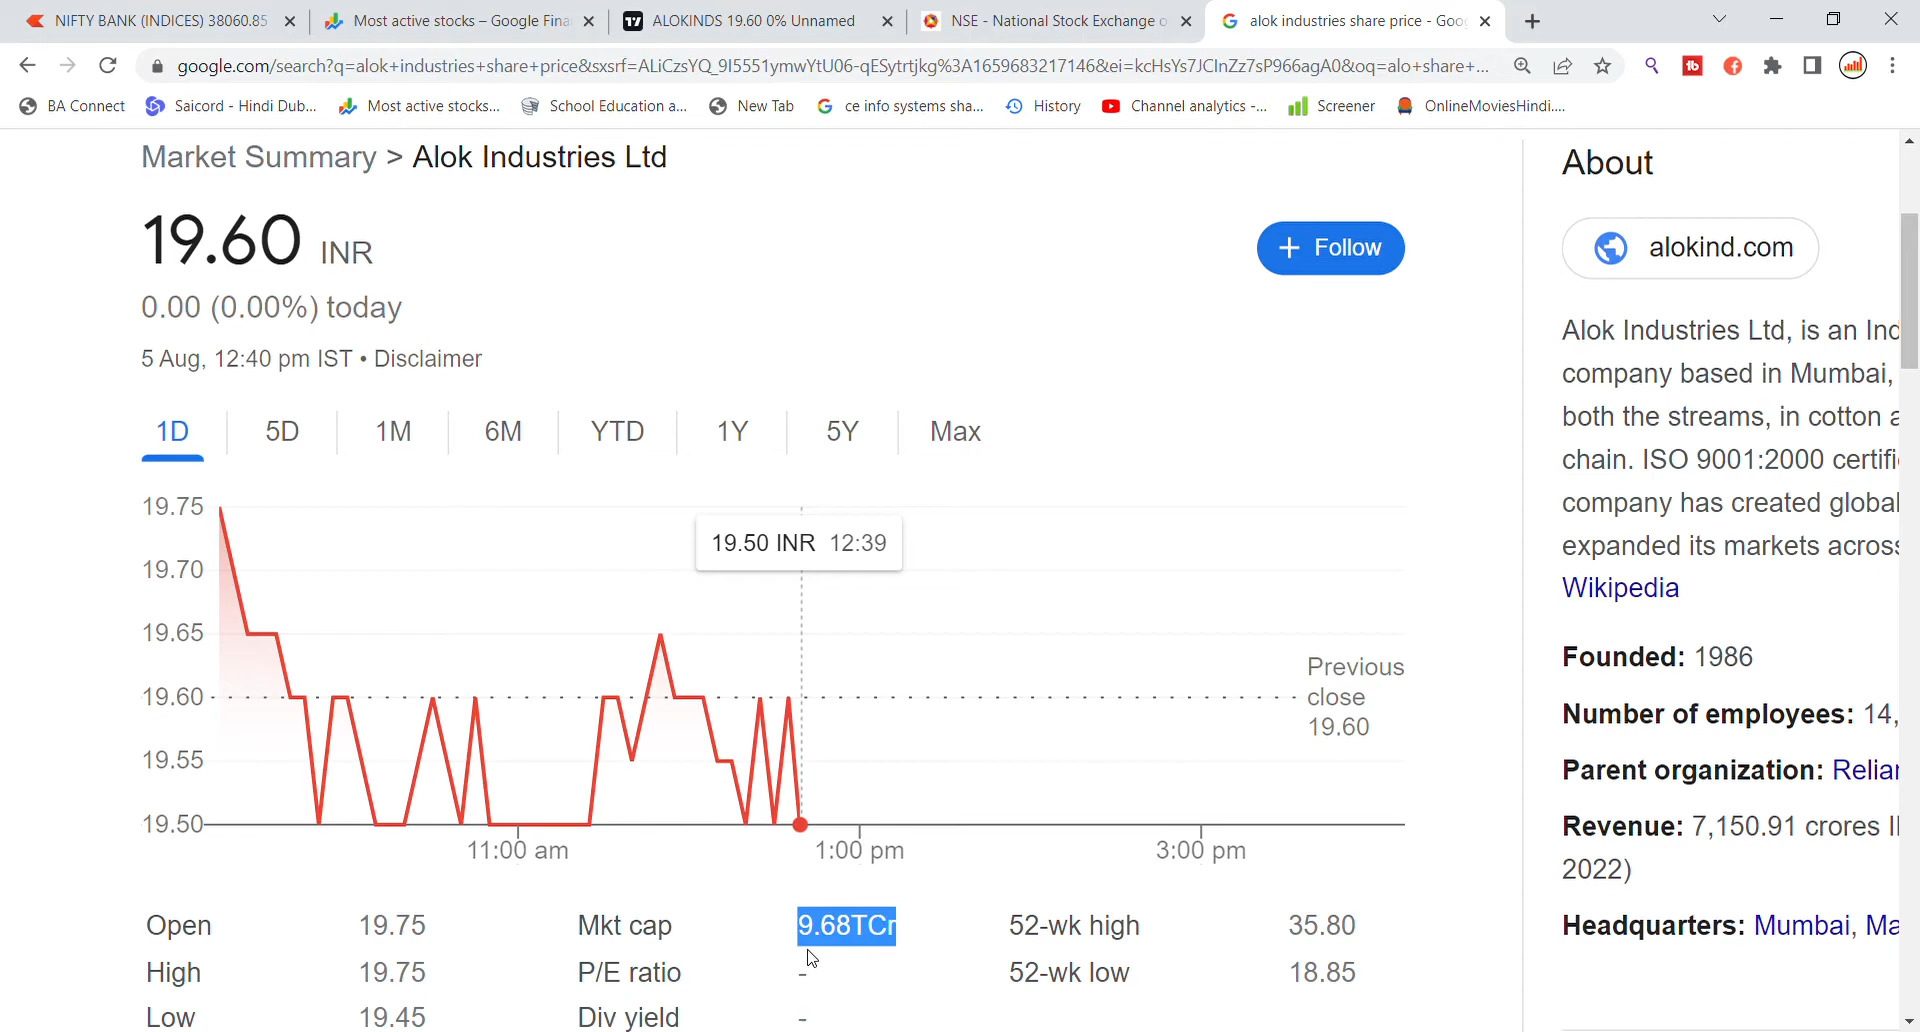 NIFTY BANK (INDICES) 38060.85
Most active stocks – Google Fina
ALOKINDS 19.60 0% Unnamed
NSE - National Stock Exchange o
alok industries share price - Goog
google.com/search?q=alok+industries+share+price&sxsrf=ALiCzsYQ_9I5551ymwYtU06-qESytrtjkg%3A1659683217146&ei=kcHsYs7JCInZz7sP966agA0&oq=alo+share+...
BA Connect
Saicord - Hindi Dub...
Most active stocks...
School Education a...
New Tab
ce info systems sha...
History
Channel analytics -...
Screener
OnlineMoviesHindi....
Market Summary > Alok Industries Ltd
19.60 INR
+ Follow
0.00 (0.00%) today
5 Aug, 12:40 pm IST • Disclaimer
1D 5D 1M 6M YTD 1Y 5Y Max
19.75
19.70
19.65
19.60
19.55
19.50
19.50 INR 12:39
Previous
close
19.60
11:00 am 1:00 pm 3:00 pm
Open 19.75 Mkt cap 9.68TCr 52-wk high 35.80
High 19.75 P/E ratio - 52-wk low 18.85
Low 19.45 Div yield -
About
alokind.com
Alok Industries Ltd, is an Ind
company based in Mumbai,
both the streams, in cotton a
chain. ISO 9001:2000 certifi
company has created global
expanded its markets across
Wikipedia
Founded: 1986
Number of employees: 14,
Parent organization: Relian
Revenue: 7,150.91 crores I
2022)
Headquarters: Mumbai, Ma